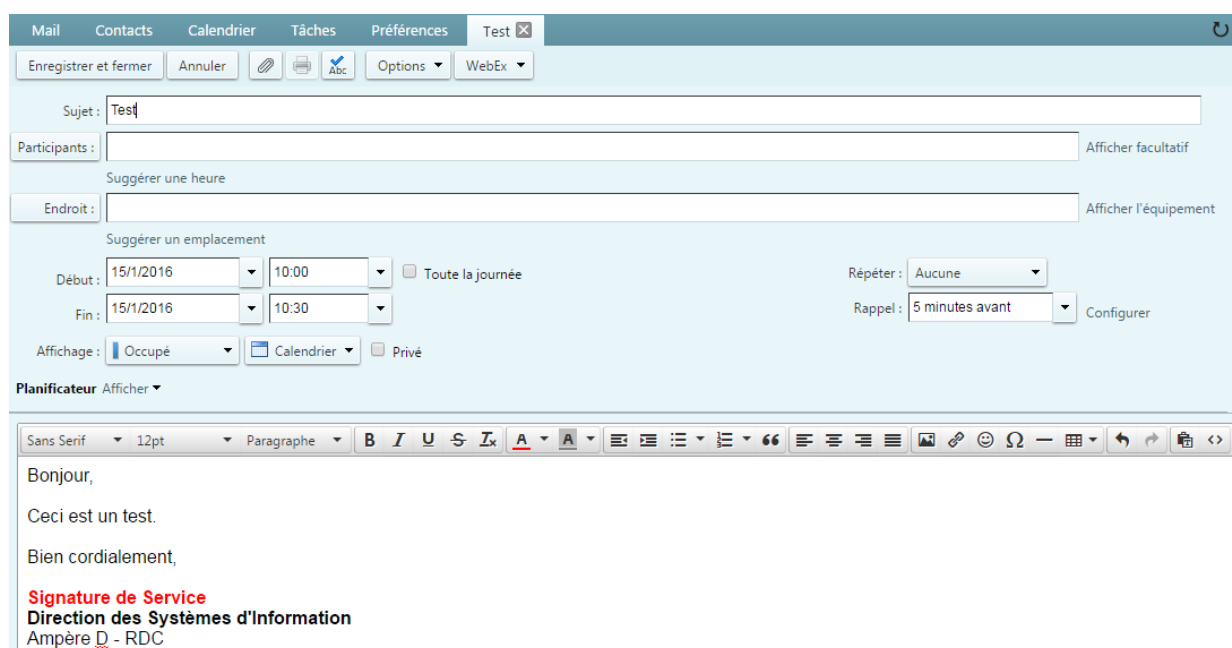 Mail Contacts Calendrier Tâches Préférences Test
Enregistrer et fermer Annuler Abc Options WebEx
Sujet : Test
Participants : Afficher facultatif
Suggérer une heure
Endroit : Afficher l'équipement
Suggérer un emplacement
Début : 15/1/2016 10:00 Toute la journée Répéter : Aucune
Fin : 15/1/2016 10:30 Rappel : 5 minutes avant Configurer
Affichage : Occupé Calendrier Privé
Planificateur Afficher
Sans Serif 12pt Paragraphe B I U S Ix A A Ω
Bonjour,
Ceci est un test.
Bien cordialement,
Signature de Service
Direction des Systèmes d'Information
Ampère D - RDC